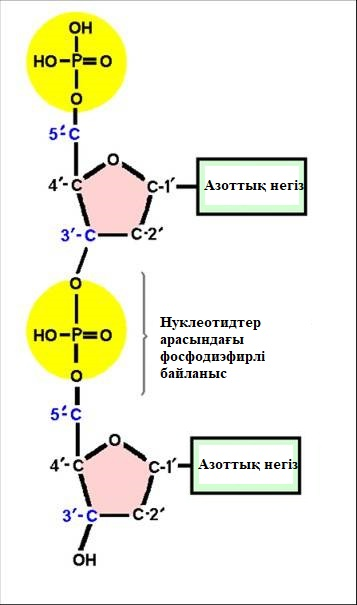 OH
HO-P=O
O
5′-C
O
4′-C C-1′ Азоттық негіз
3′-C C-2′
O
HO-P=O
O
Нуклеотидтер
арасындағы
фосфодиэфирлі
байланыс
5′-C
O
4′-C C-1′ Азоттық негіз
3′-C C-2′
OH